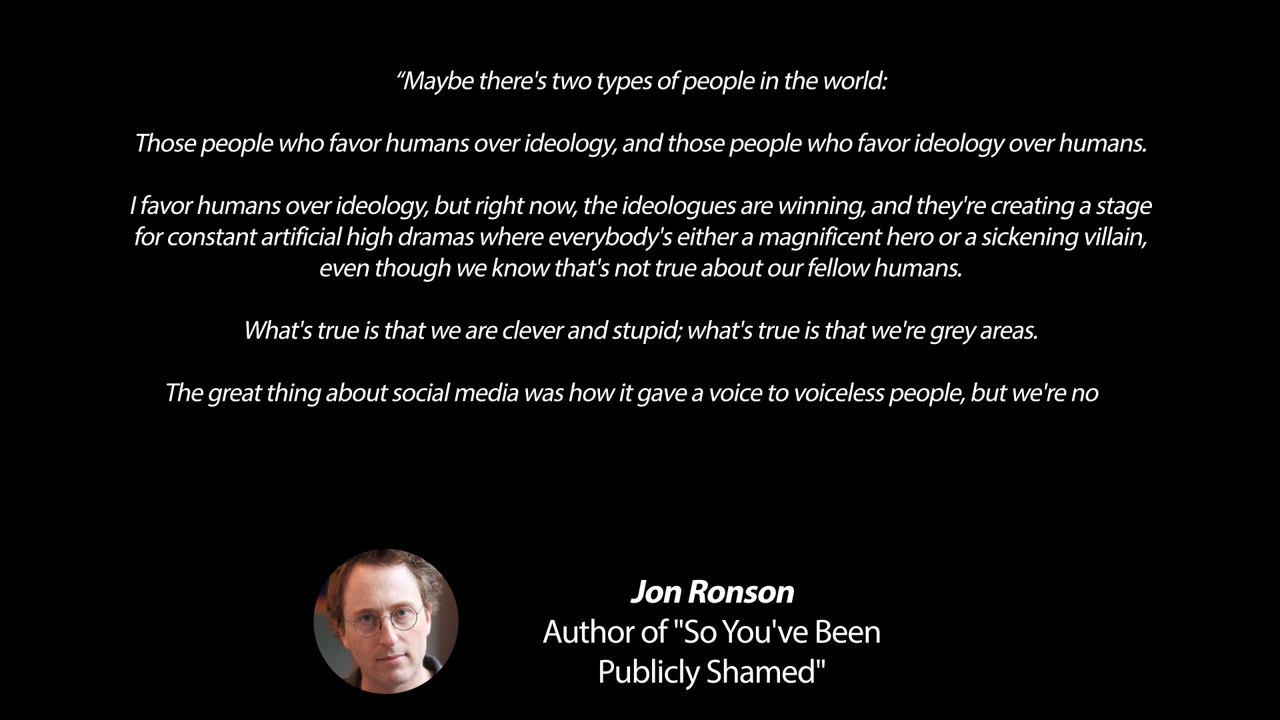 “Maybe there's two types of people in the world:
Those people who favor humans over ideology, and those people who favor ideology over humans.
I favor humans over ideology, but right now, the ideologues are winning, and they're creating a stage
for constant artificial high dramas where everybody's either a magnificent hero or a sickening villain,
even though we know that's not true about our fellow humans.
What's true is that we are clever and stupid; what's true is that we're grey areas.
The great thing about social media was how it gave a voice to voiceless people, but we're no
Jon Ronson
Author of "So You've Been
Publicly Shamed"